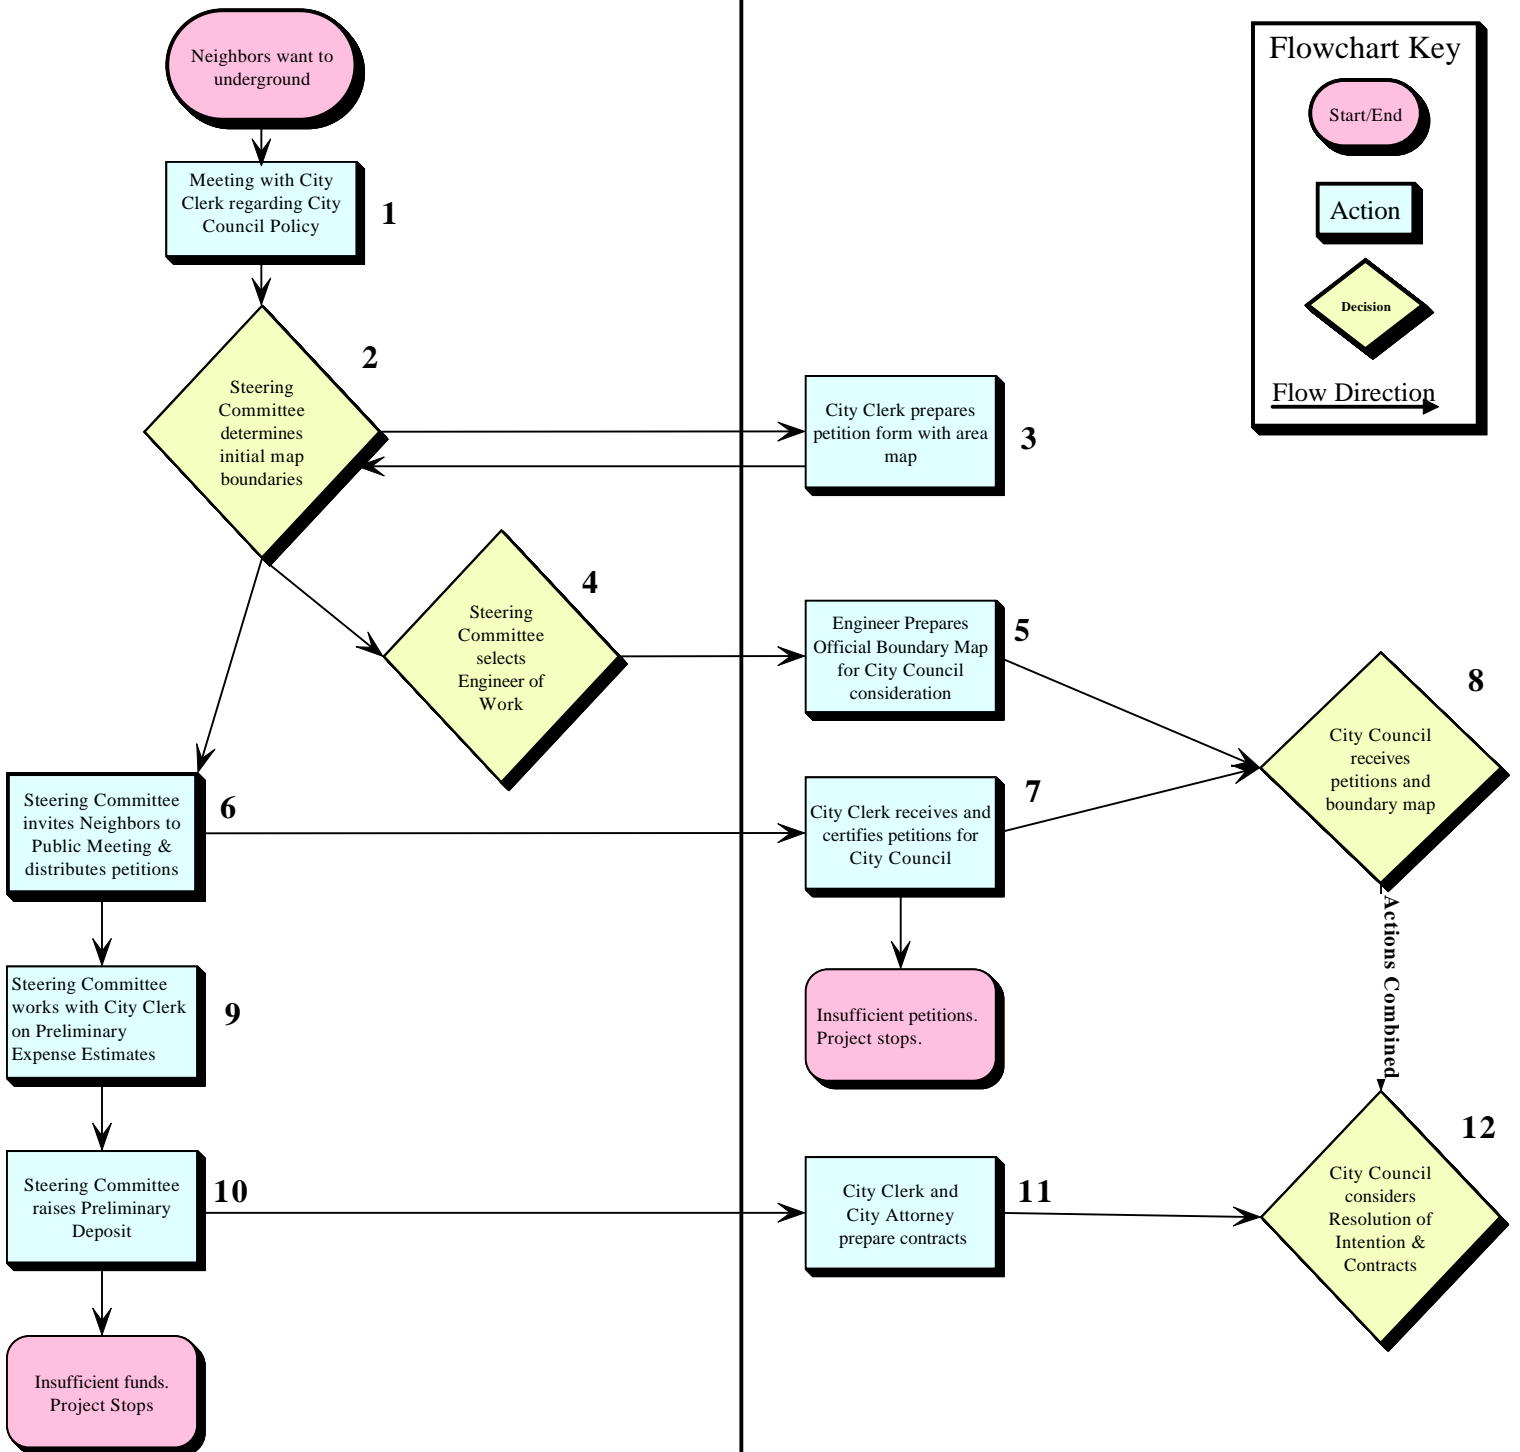 Neighbors want to
underground
Meeting with City
Clerk regarding City
Council Policy
1
Steering
Committee
determines
initial map
boundaries
2
City Clerk prepares
petition form with area
map
3
Steering
Committee
selects
Engineer of
Work
4
Engineer Prepares
Official Boundary Map
for City Council
consideration
5
Steering Committee
invites Neighbors to
Public Meeting &
distributes petitions
6
City Clerk receives and
certifies petitions for
City Council
7
Insufficient petitions.
Project stops.
City Council
receives
petitions and
boundary map
8
Actions Combined
Steering Committee
works with City Clerk
on Preliminary
Expense Estimates
9
Steering Committee
raises Preliminary
Deposit
10
Insufficient funds.
Project Stops
City Clerk and
City Attorney
prepare contracts
11
City Council
considers
Resolution of
Intention &
Contracts
12
Flowchart Key
Start/End
Action
Decision
Flow Direction